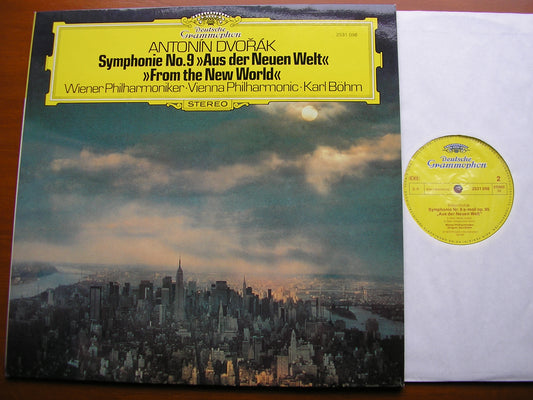 Deutsche
Grammophon
2531 098
ANTONÍN DVOŘÁK
Symphonie No.9 »Aus der Neuen Welt«
»From the New World«
Wiener Philharmoniker · Vienna Philharmonic · Karl Böhm
STEREO
Deutsche
Grammophon
2
2531 098
STEREO
Symphonie Nr. 9 e-moll op. 95
„Aus der Neuen Welt"